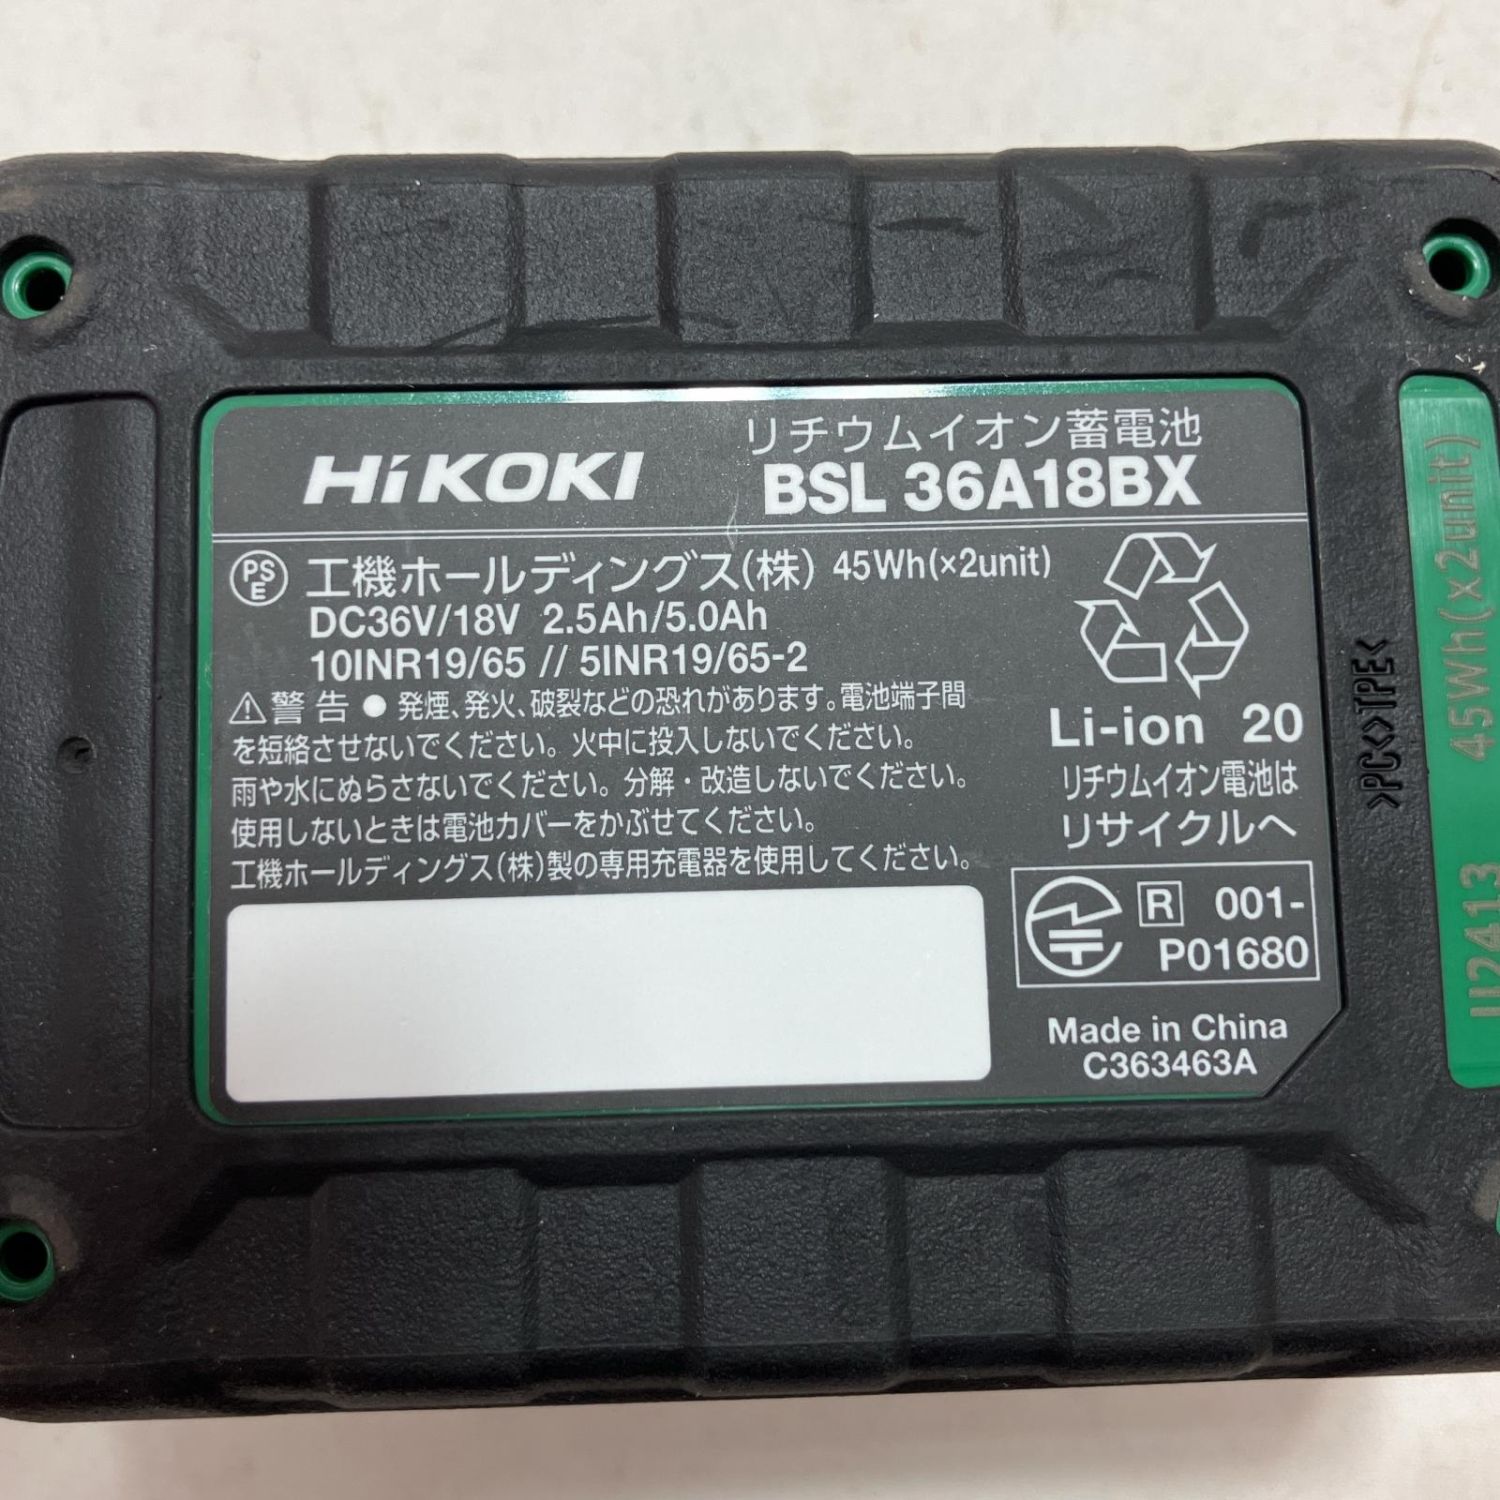 HiKOKI
リチウムイオン蓄電池
BSL 36A18BX
PSE
工機ホールディングス(株) 45Wh(×2unit)
DC36V/18V 2.5Ah/5.0Ah
10INR19/65 // 5INR19/65-2
⚠警告 ● 発煙、発火、破裂などの恐れがあります。電池端子間
を短絡させないでください。火中に投入しないでください。
雨や水にぬらさないでください。分解・改造しないでください。
使用しないときは電池カバーをかぶせてください。
工機ホールディングス(株)製の専用充電器を使用してください。
Li-ion 20
リチウムイオン電池は
リサイクルへ
R 001-
P01680
Made in China
C363463A
>PC<>TPE<
45Wh(x2unit)